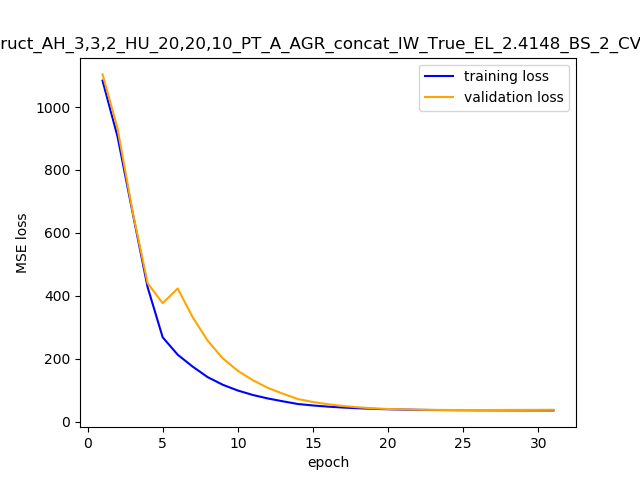 ruct_AH_3,3,2_HU_20,20,10_PT_A_AGR_concat_IW_True_EL_2.4148_BS_2_CV
training loss
validation loss
MSE loss
1000
800
600
400
200
0
0 5 10 15 20 25 30
epoch